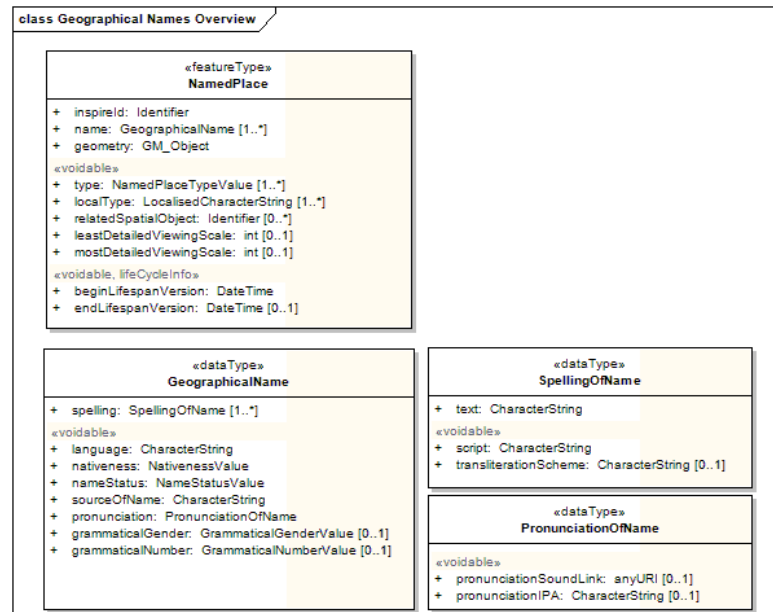 class Geographical Names Overview
«featureType»
NamedPlace
+ inspireId: Identifier
+ name: GeographicalName [1..*]
+ geometry: GM_Object
«voidable»
+ type: NamedPlaceTypeValue [1..*]
+ localType: LocalisedCharacterString [1..*]
+ relatedSpatialObject: Identifier [0..*]
+ leastDetailedViewingScale: int [0..1]
+ mostDetailedViewingScale: int [0..1]
«voidable, lifeCycleInfo»
+ beginLifespanVersion: DateTime
+ endLifespanVersion: DateTime [0..1]
«dataType»
GeographicalName
+ spelling: SpellingOfName [1..*]
«voidable»
+ language: CharacterString
+ nativeness: NativenessValue
+ nameStatus: NameStatusValue
+ sourceOfName: CharacterString
+ pronunciation: PronunciationOfName
+ grammaticalGender: GrammaticalGenderValue [0..1]
+ grammaticalNumber: GrammaticalNumberValue [0..1]
«dataType»
SpellingOfName
+ text: CharacterString
«voidable»
+ script: CharacterString
+ transliterationScheme: CharacterString [0..1]
«dataType»
PronunciationOfName
«voidable»
+ pronunciationSoundLink: anyURI [0..1]
+ pronunciationIPA: CharacterString [0..1]